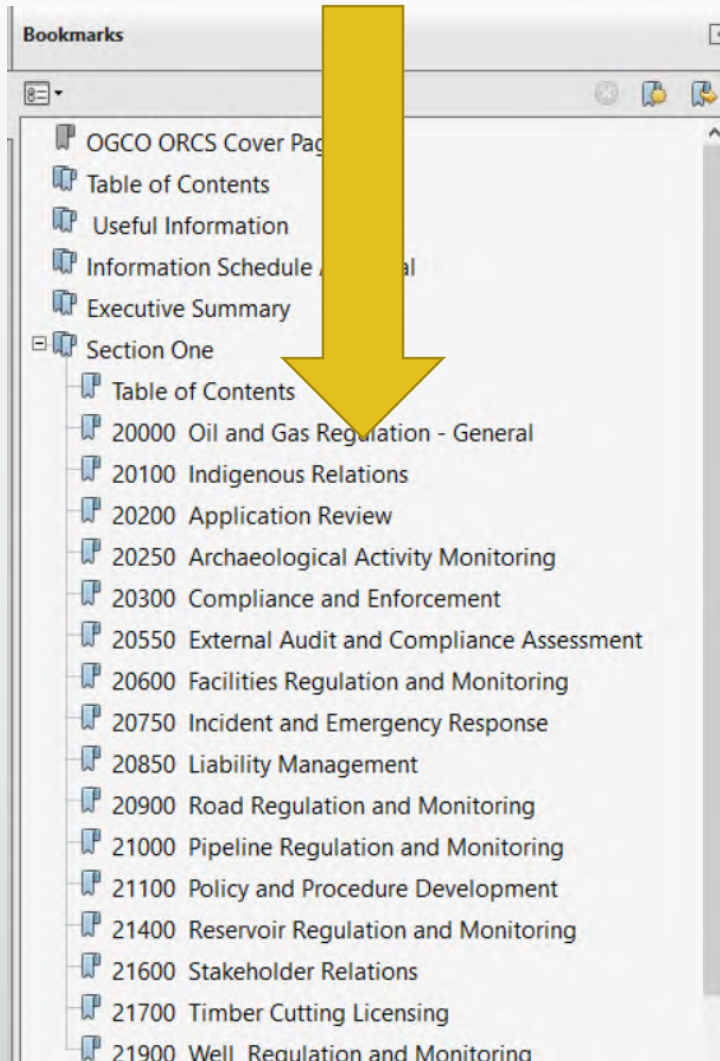 Bookmarks
OGCO ORCS Cover Pag
Table of Contents
Useful Information
Information Schedule
Executive Summary
Section One
Table of Contents
20000 Oil and Gas Regulation - General
20100 Indigenous Relations
20200 Application Review
20250 Archaeological Activity Monitoring
20300 Compliance and Enforcement
20550 External Audit and Compliance Assessment
20600 Facilities Regulation and Monitoring
20750 Incident and Emergency Response
20850 Liability Management
20900 Road Regulation and Monitoring
21000 Pipeline Regulation and Monitoring
21100 Policy and Procedure Development
21400 Reservoir Regulation and Monitoring
21600 Stakeholder Relations
21700 Timber Cutting Licensing
21900 Well Regulation and Monitoring